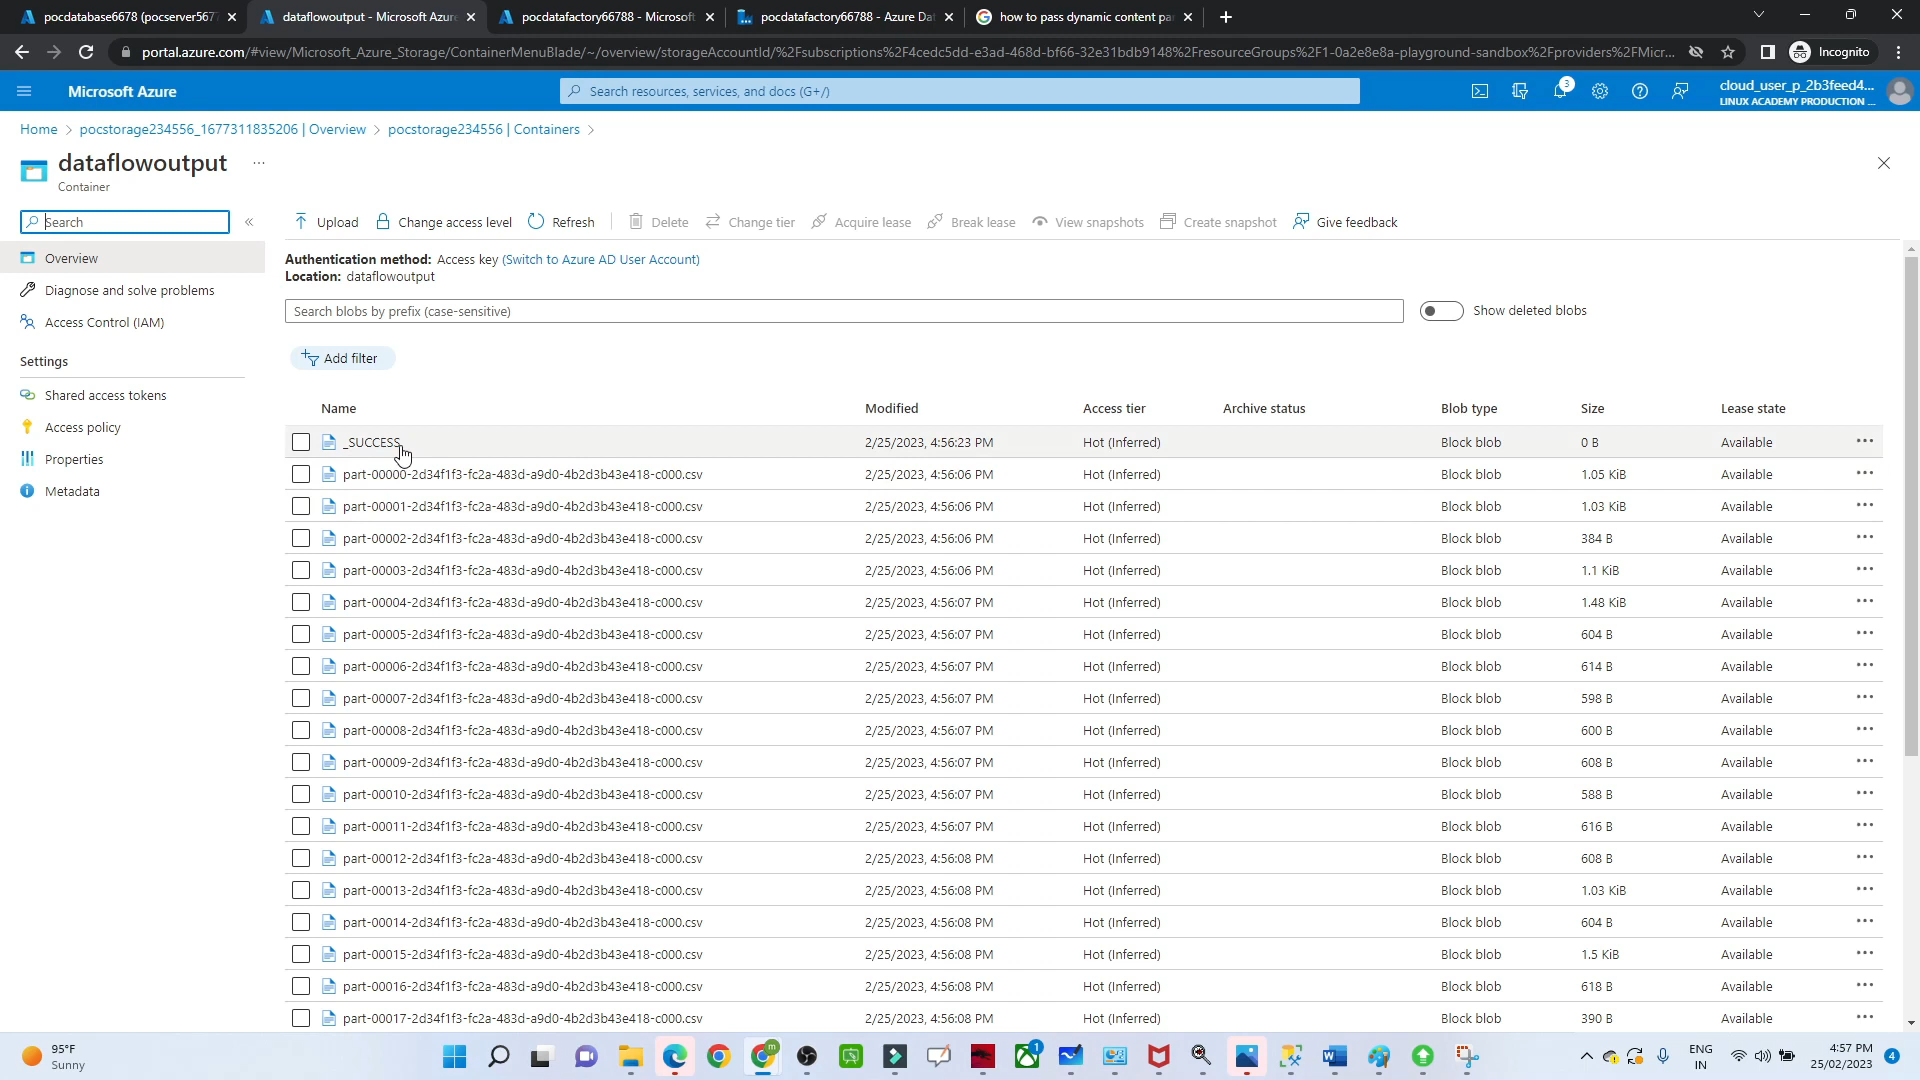 pocdatabase6678 (pocserver567
dataflowoutput - Microsoft Azure
pocdatafactory66788 - Microsoft
pocdatafactory66788 - Azure Da
how to pass dynamic content pa
portal.azure.com/#view/Microsoft_Azure_Storage/ContainerMenuBlade/~/overview/storageAccountId/%2Fsubscriptions%2F4cedc5dd-e3ad-468d-bf66-32e31bdb9148%2FresourceGroups%2F1-0a2e8e8a-playground-sandbox%2Fproviders%2FMicr...
Incognito
Microsoft Azure
Search resources, services, and docs (G+/)
3
cloud_user_p_2b3feed4...
LINUX ACADEMY PRODUCTION ...
Home > pocstorage234556_1677311835206 | Overview > pocstorage234556 | Containers >
dataflowoutput ...
Container
Search
«
Upload
Change access level
Refresh
Delete
Change tier
Acquire lease
Break lease
View snapshots
Create snapshot
Give feedback
Overview
Diagnose and solve problems
Access Control (IAM)
Settings
Shared access tokens
Access policy
Properties
Metadata
Authentication method: Access key (Switch to Azure AD User Account)
Location: dataflowoutput
Search blobs by prefix (case-sensitive)
Show deleted blobs
Add filter
Name Modified Access tier Archive status Blob type Size Lease state
_SUCCESS 2/25/2023, 4:56:23 PM Hot (Inferred) Block blob 0 B Available ...
part-00000-2d34f1f3-fc2a-483d-a9d0-4b2d3b43e418-c000.csv 2/25/2023, 4:56:06 PM Hot (Inferred) Block blob 1.05 KiB Available ...
part-00001-2d34f1f3-fc2a-483d-a9d0-4b2d3b43e418-c000.csv 2/25/2023, 4:56:06 PM Hot (Inferred) Block blob 1.03 KiB Available ...
part-00002-2d34f1f3-fc2a-483d-a9d0-4b2d3b43e418-c000.csv 2/25/2023, 4:56:06 PM Hot (Inferred) Block blob 384 B Available ...
part-00003-2d34f1f3-fc2a-483d-a9d0-4b2d3b43e418-c000.csv 2/25/2023, 4:56:06 PM Hot (Inferred) Block blob 1.1 KiB Available ...
part-00004-2d34f1f3-fc2a-483d-a9d0-4b2d3b43e418-c000.csv 2/25/2023, 4:56:07 PM Hot (Inferred) Block blob 1.48 KiB Available ...
part-00005-2d34f1f3-fc2a-483d-a9d0-4b2d3b43e418-c000.csv 2/25/2023, 4:56:07 PM Hot (Inferred) Block blob 604 B Available ...
part-00006-2d34f1f3-fc2a-483d-a9d0-4b2d3b43e418-c000.csv 2/25/2023, 4:56:07 PM Hot (Inferred) Block blob 614 B Available ...
part-00007-2d34f1f3-fc2a-483d-a9d0-4b2d3b43e418-c000.csv 2/25/2023, 4:56:07 PM Hot (Inferred) Block blob 598 B Available ...
part-00008-2d34f1f3-fc2a-483d-a9d0-4b2d3b43e418-c000.csv 2/25/2023, 4:56:07 PM Hot (Inferred) Block blob 600 B Available ...
part-00009-2d34f1f3-fc2a-483d-a9d0-4b2d3b43e418-c000.csv 2/25/2023, 4:56:07 PM Hot (Inferred) Block blob 608 B Available ...
part-00010-2d34f1f3-fc2a-483d-a9d0-4b2d3b43e418-c000.csv 2/25/2023, 4:56:07 PM Hot (Inferred) Block blob 588 B Available ...
part-00011-2d34f1f3-fc2a-483d-a9d0-4b2d3b43e418-c000.csv 2/25/2023, 4:56:07 PM Hot (Inferred) Block blob 616 B Available ...
part-00012-2d34f1f3-fc2a-483d-a9d0-4b2d3b43e418-c000.csv 2/25/2023, 4:56:08 PM Hot (Inferred) Block blob 608 B Available ...
part-00013-2d34f1f3-fc2a-483d-a9d0-4b2d3b43e418-c000.csv 2/25/2023, 4:56:08 PM Hot (Inferred) Block blob 1.03 KiB Available ...
part-00014-2d34f1f3-fc2a-483d-a9d0-4b2d3b43e418-c000.csv 2/25/2023, 4:56:08 PM Hot (Inferred) Block blob 604 B Available ...
part-00015-2d34f1f3-fc2a-483d-a9d0-4b2d3b43e418-c000.csv 2/25/2023, 4:56:08 PM Hot (Inferred) Block blob 1.5 KiB Available ...
part-00016-2d34f1f3-fc2a-483d-a9d0-4b2d3b43e418-c000.csv 2/25/2023, 4:56:08 PM Hot (Inferred) Block blob 618 B Available ...
part-00017-2d34f1f3-fc2a-483d-a9d0-4b2d3b43e418-c000.csv 2/25/2023, 4:56:08 PM Hot (Inferred) Block blob 390 B Available ...
95°F
Sunny
m
1
ENG
IN
4:57 PM
25/02/2023
4